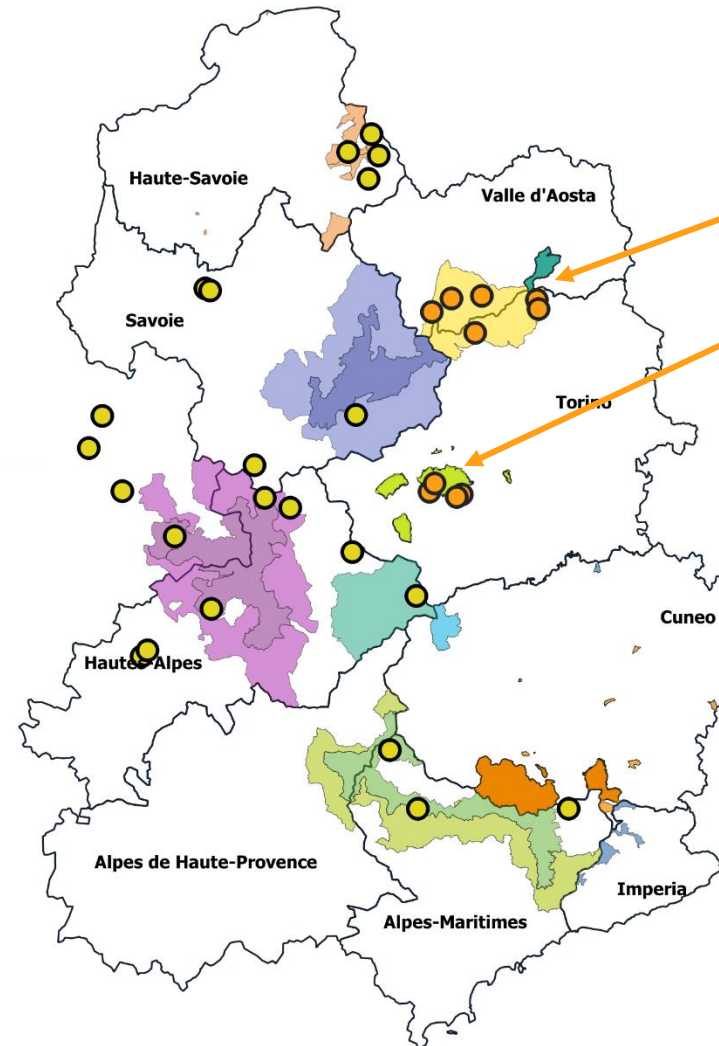 Haute-Savoie
Valle d'Aosta
Savoie
Torino
Cuneo
Hautes-Alpes
Alpes de Haute-Provence
Imperia
Alpes-Maritimes